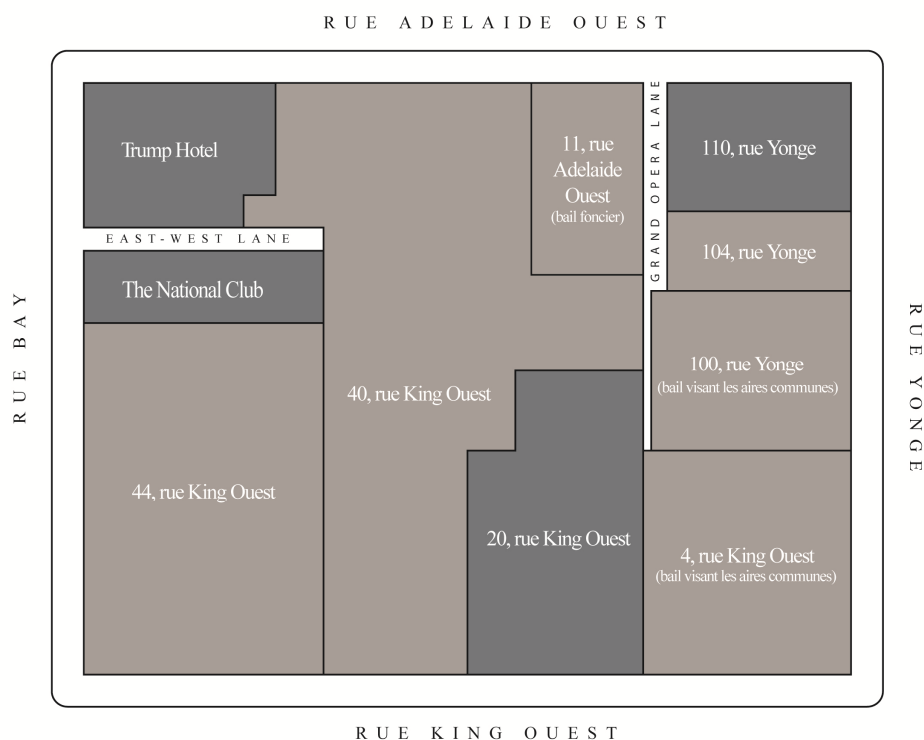 RUE ADELAIDE OUEST
Trump Hotel
EAST-WEST LANE
The National Club
44, rue King Ouest
40, rue King Ouest
11, rue
Adelaide
Ouest
(bail foncier)
GRAND OPERA LANE
110, rue Yonge
104, rue Yonge
100, rue Yonge
(bail visant les aires communes)
20, rue King Ouest
4, rue King Ouest
(bail visant les aires communes)
RUE BAY
RUE YONGE
RUE KING OUEST